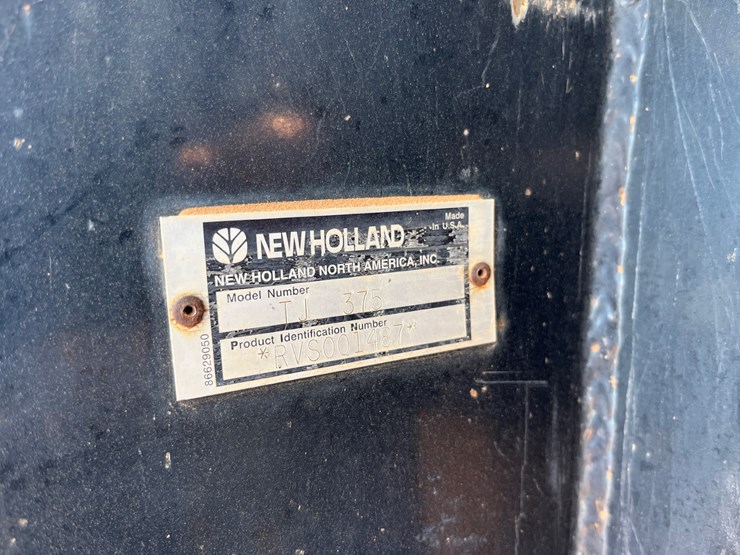 NEW HOLLAND
Made
in U.S.A.
NEW HOLLAND NORTH AMERICA, INC.
Model Number
TJ 375
Product Identification Number
86629050